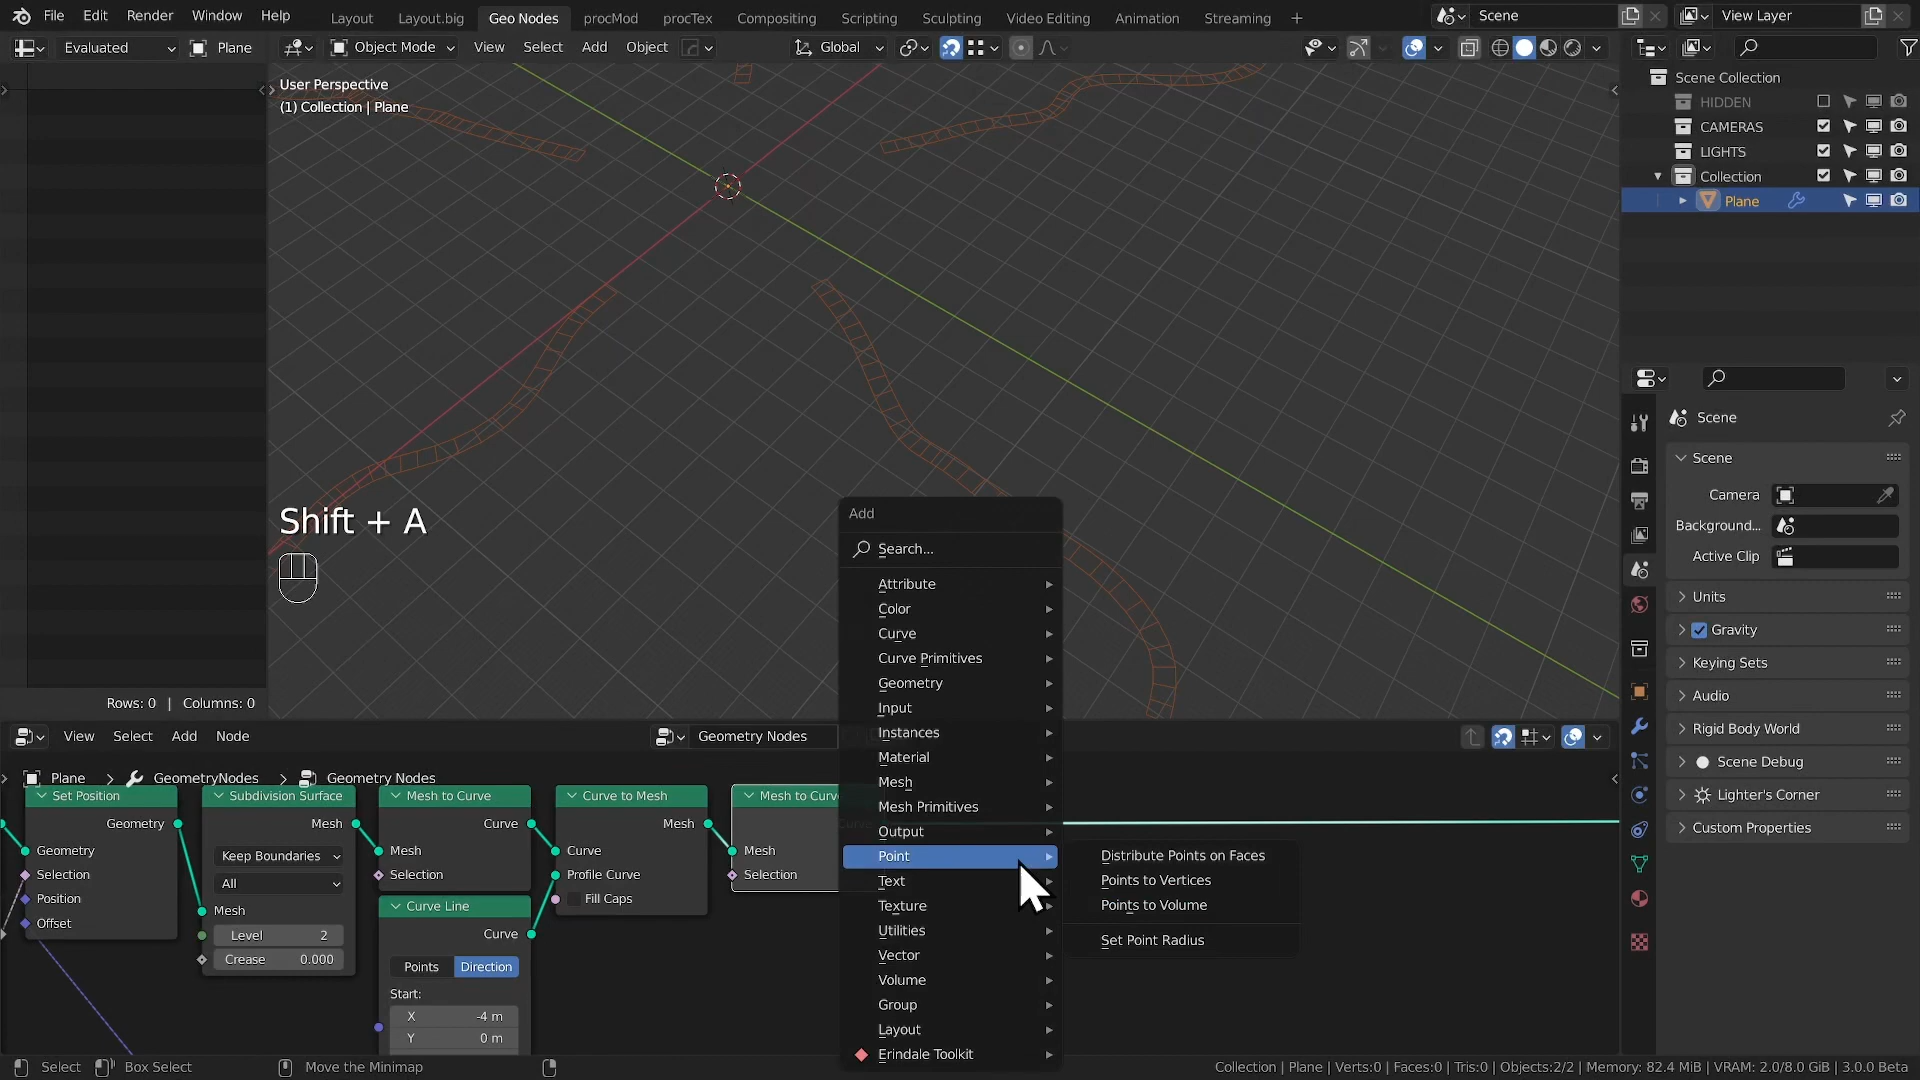 File Edit Render Window Help Layout Layout.big Geo Nodes procMod procTex Compositing Scripting Sculpting Video Editing Animation Streaming + Scene View Layer
Evaluated Plane Object Mode View Select Add Object Global
User Perspective
(1) Collection | Plane
Scene Collection
HIDDEN
CAMERAS
LIGHTS
Collection
Plane
Shift + A
Add
Search...
Attribute
Color
Curve
Curve Primitives
Geometry
Input
Instances
Material
Mesh
Mesh Primitives
Output
Point
Text
Texture
Utilities
Vector
Volume
Group
Layout
Erindale Toolkit
Distribute Points on Faces
Points to Vertices
Points to Volume
Set Point Radius
Scene
Scene
Camera
Background...
Active Clip
Units
Gravity
Keying Sets
Audio
Rigid Body World
Scene Debug
Lighter's Corner
Custom Properties
Rows: 0 | Columns: 0
View Select Add Node Geometry Nodes
Plane > GeometryNodes > Geometry Nodes
Set Position
Geometry
Geometry
Selection
Position
Offset
Subdivision Surface
Mesh
Keep Boundaries
All
Mesh
Level 2
Crease 0.000
Mesh to Curve
Curve
Mesh
Selection
Curve Line
Curve
Points Direction
Start:
X -4 m
Y 0 m
Curve to Mesh
Mesh
Curve
Profile Curve
Fill Caps
Mesh to Curv
Mesh
Selection
Select Box Select Move the Minimap
Collection | Plane | Verts:0 | Faces:0 | Tris:0 | Objects:2/2 | Memory: 82.4 MiB | VRAM: 2.0/8.0 GiB | 3.0.0 Beta